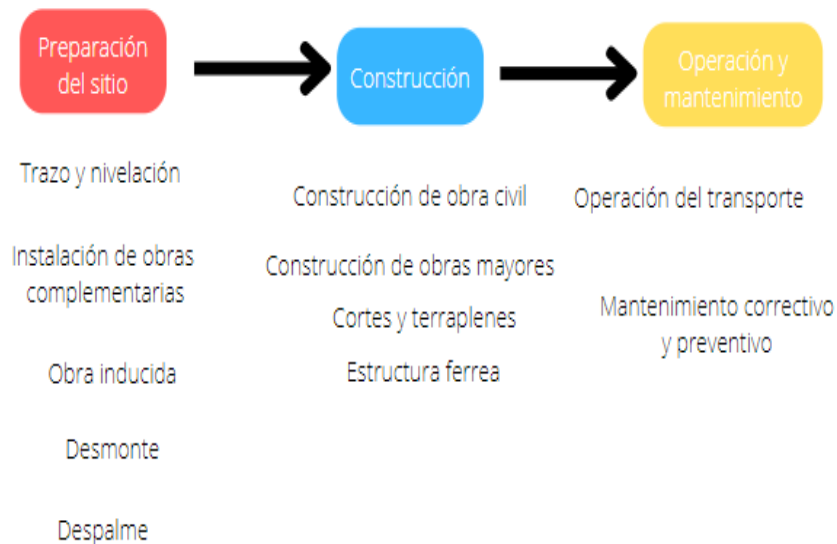 Preparación
del sitio
Construcción
Operación y
mantenimiento
Trazo y nivelación
Instalación de obras
complementarias
Obra inducida
Desmonte
Despalme
Construcción de obra civil
Construcción de obras mayores
Cortes y terraplenes
Estructura ferrea
Operación del transporte
Mantenimiento correctivo
y preventivo